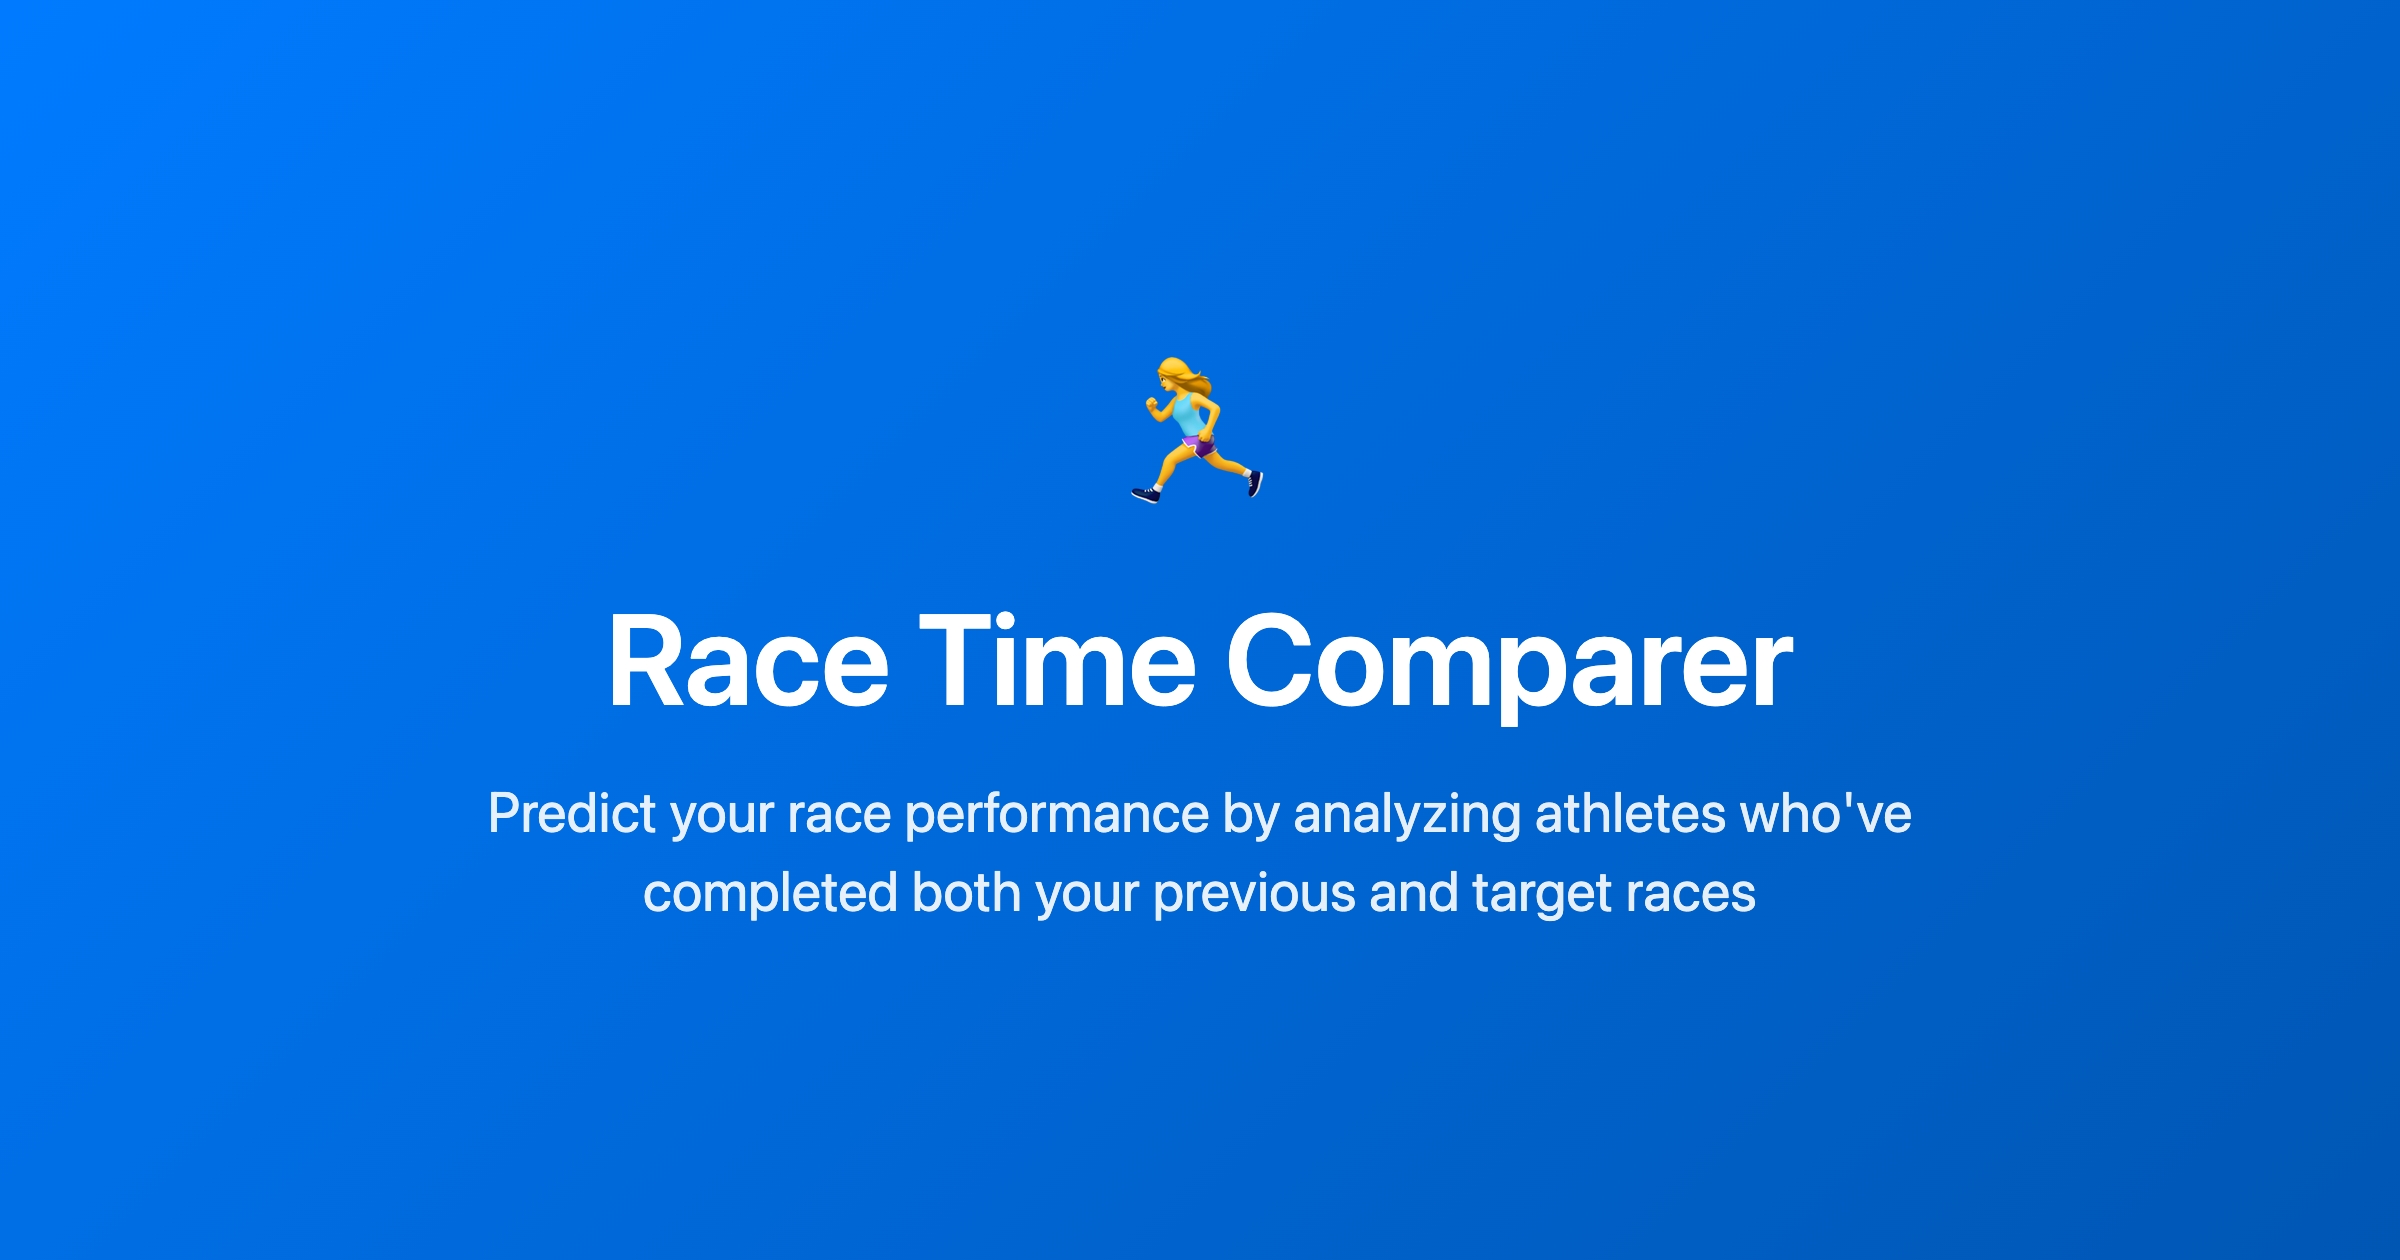 Race Time Comparer
Predict your race performance by analyzing athletes who've
completed both your previous and target races